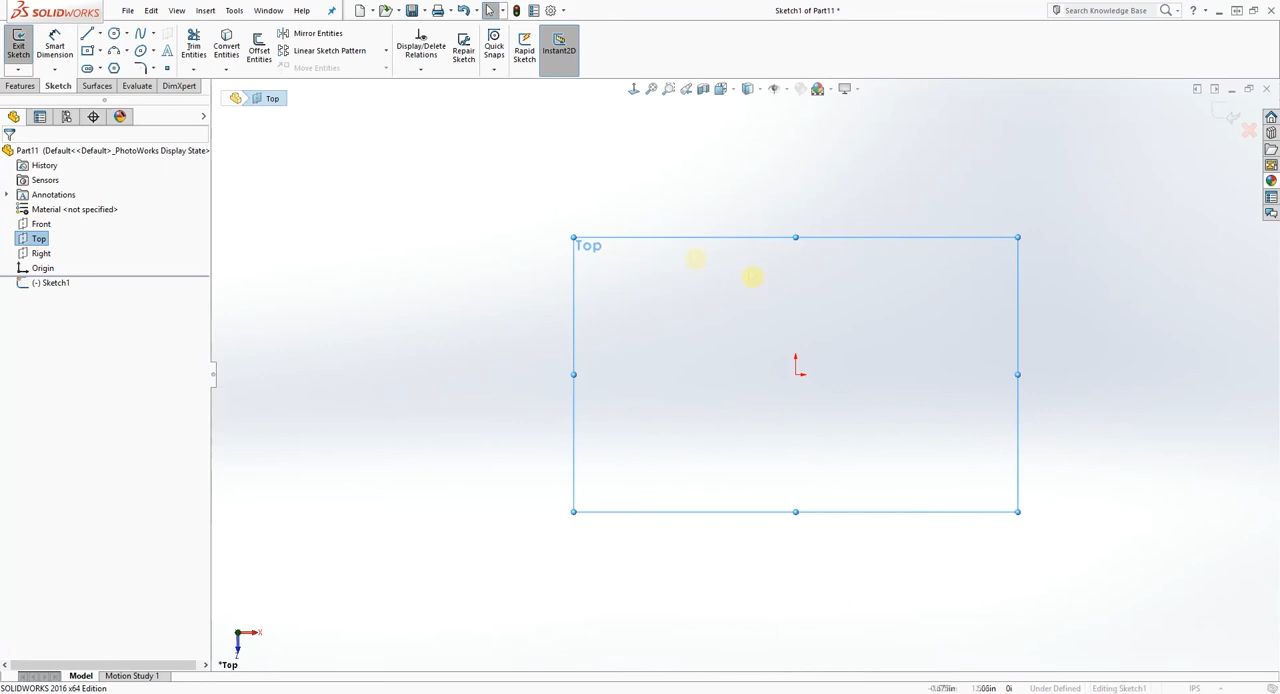 SOLIDWORKS
File Edit View Insert Tools Window Help
Sketch1 of Part11 *
Search Knowledge Base
Exit Sketch
Smart Dimension
Trim Entities
Convert Entities
Offset Entities
Mirror Entities
Linear Sketch Pattern
Move Entities
Display/Delete Relations
Repair Sketch
Quick Snaps
Rapid Sketch
Instant2D
Features Sketch Surfaces Evaluate DimXpert
Top
Part11 (Default<<Default>_PhotoWorks Display State>
History
Sensors
Annotations
Material <not specified>
Front
Top
Right
Origin
(-) Sketch1
Top
X
Z
*Top
Model Motion Study 1
SOLIDWORKS 2016 x64 Edition
0i Under Defined Editing Sketch1 IPS